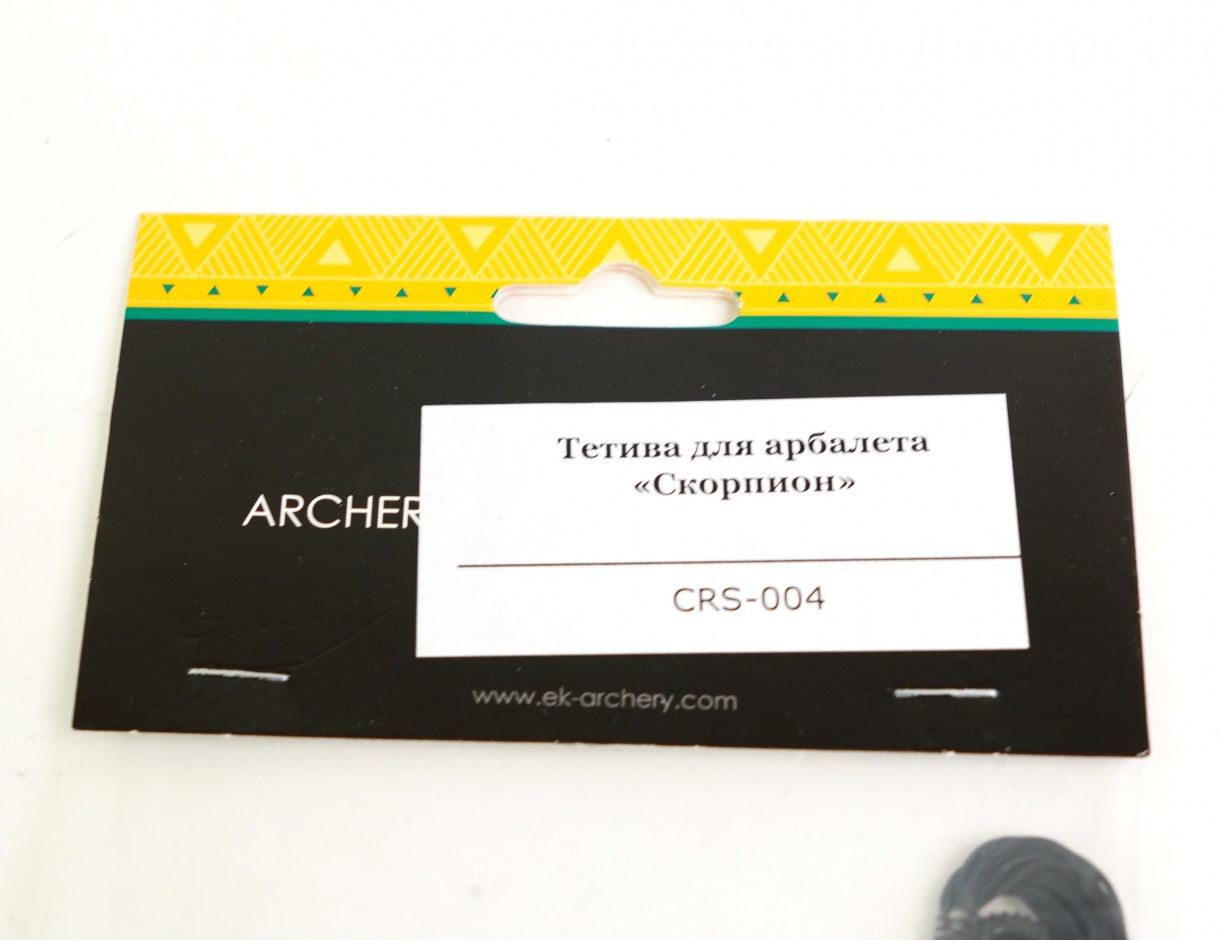 Тетива для арбалета
«Скорпион»
ARCHER
CRS-004
www.ek-archery.com